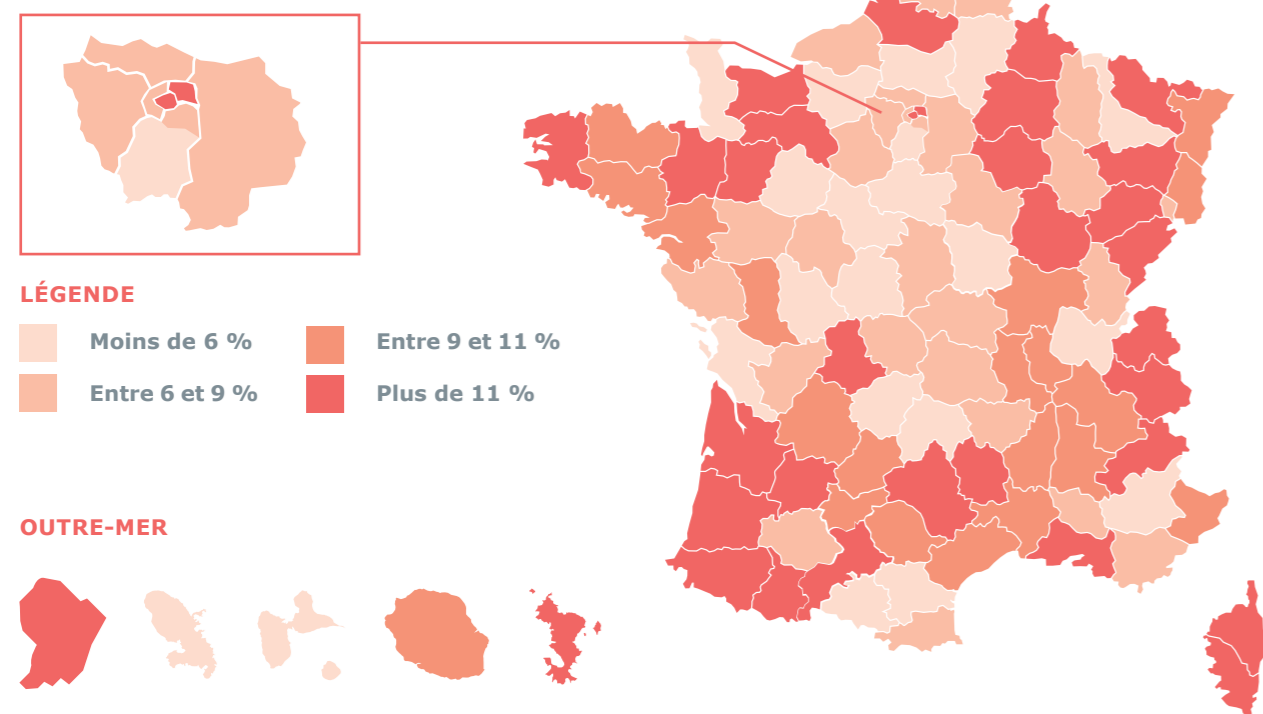 LÉGENDE
Moins de 6 %
Entre 9 et 11 %
Entre 6 et 9 %
Plus de 11 %
OUTRE-MER